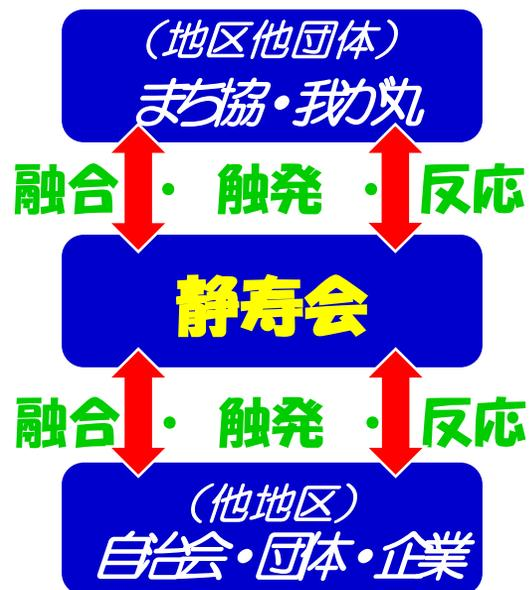 (地区他団体)
まち協・我が丸
融合・触発・反応
静寿会
融合・触発・反応
(他地区)
自治会・団体・企業